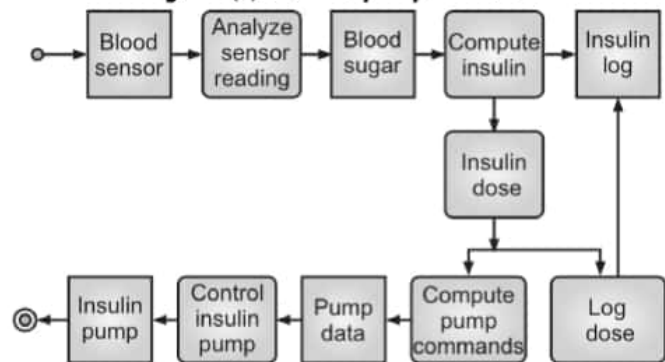 Blood
sensor
Analyze
sensor
reading
Blood
sugar
Compute
insulin
Insulin
log
Insulin
dose
Insulin
pump
Control
insulin
pump
Pump
data
Compute
pump
commands
Log
dose